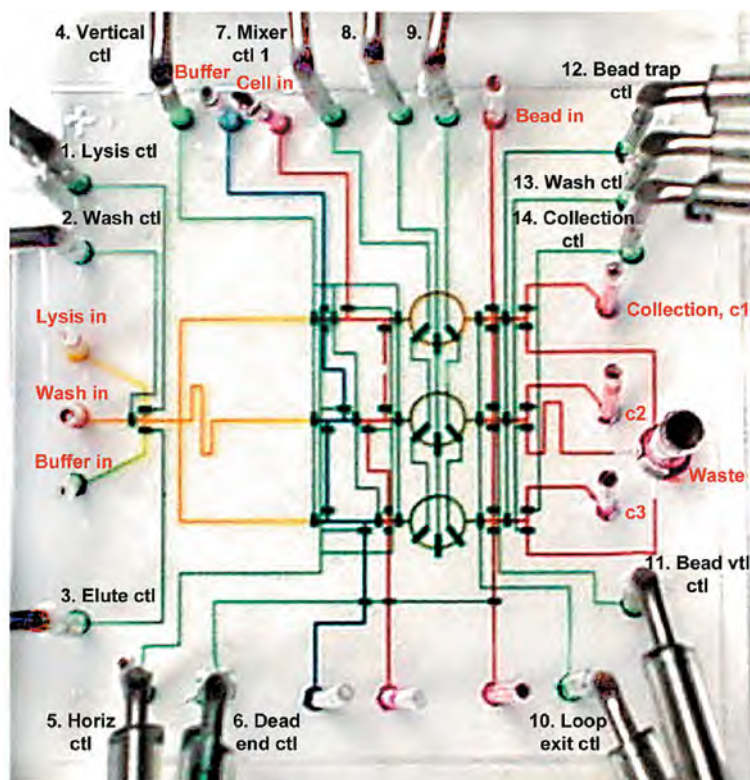 4. Vertical
ctl
7. Mixer
ctl 1
8.
9.
Buffer
Cell in
12. Bead trap
ctl
Bead in
1. Lysis ctl
13. Wash ctl
2. Wash ctl
14. Collection
ctl
Lysis in
Collection, c1
Wash in
c2
Buffer in
Waste
c3
3. Elute ctl
11. Bead vtl
ctl
5. Horiz
ctl
6. Dead
end ctl
10. Loop
exit ctl